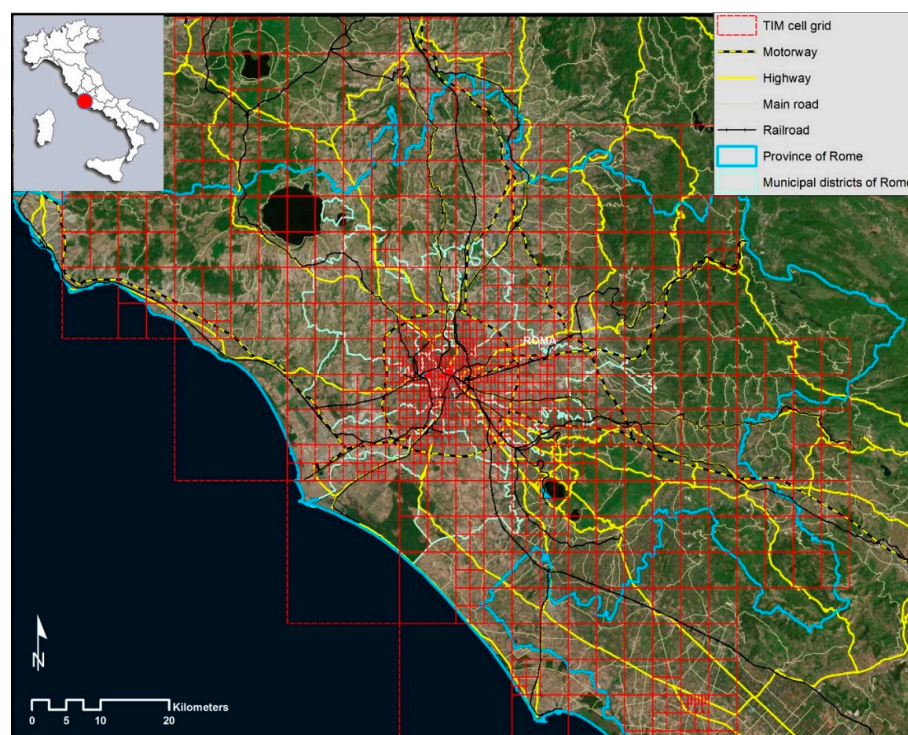 TIM cell grid
Motorway
Highway
Main road
Railroad
Province of Rome
Municipal districts of Rome
ROMA
N
Kilometers
0 5 10 20